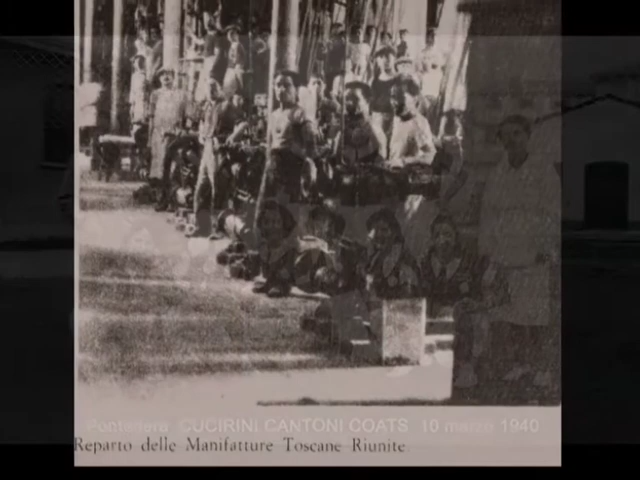 Pontedera CUCIRINI CANTONI COATS 10 marzo 1940
Reparto delle Manifatture Toscane Riunite